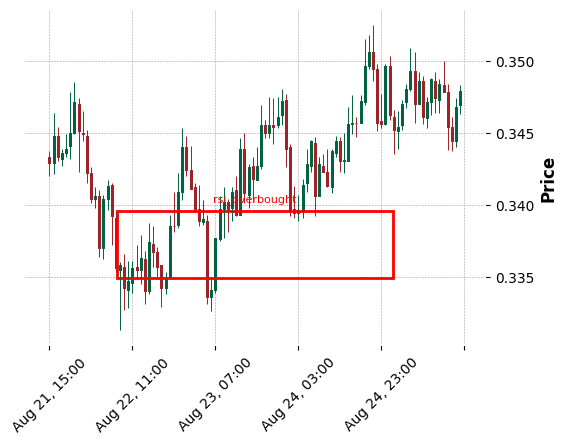 0.350
0.345
0.340
0.335
Price
rsi_overbought
Aug 21, 15:00
Aug 22, 11:00
Aug 23, 07:00
Aug 24, 03:00
Aug 24, 23:00